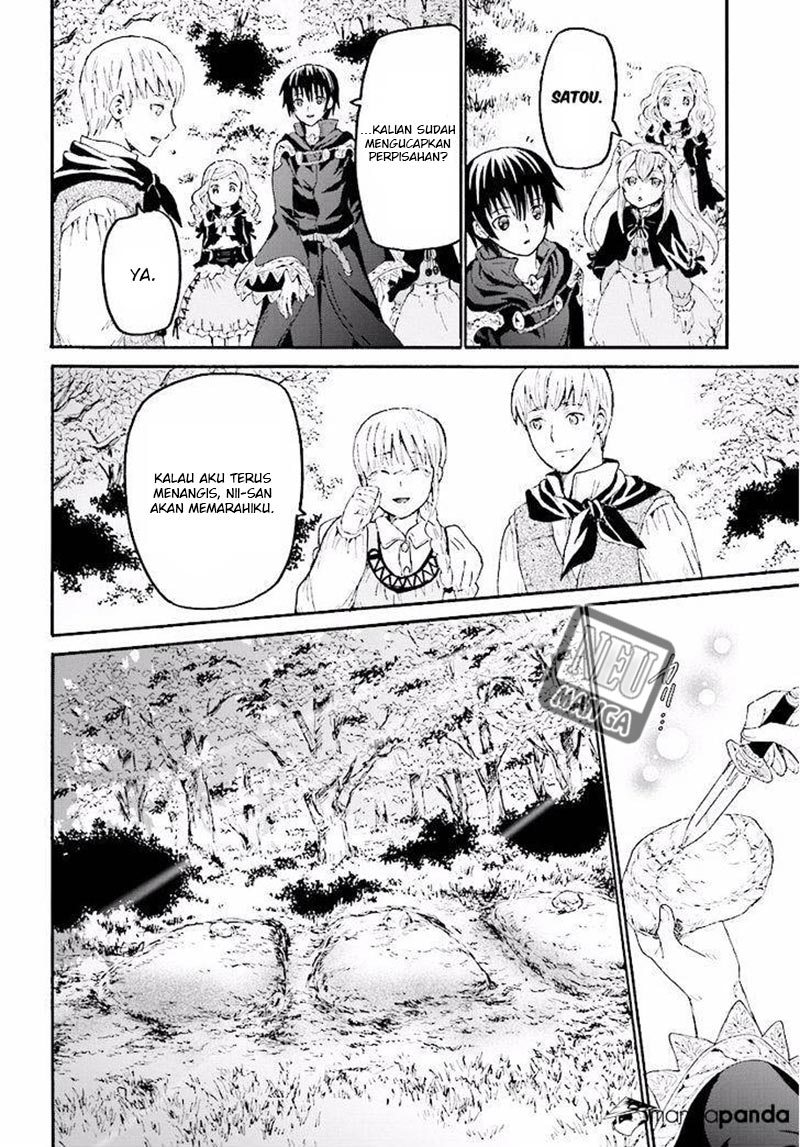 SATOU.
...KALIAN SUDAH
MENGUCAPKAN
PERPISAHAN?
YA.
KALAU AKU TERUS
MENANGIS, NII-SAN
AKAN MEMARAHIKU.
NEU
MANGA
mangapanda